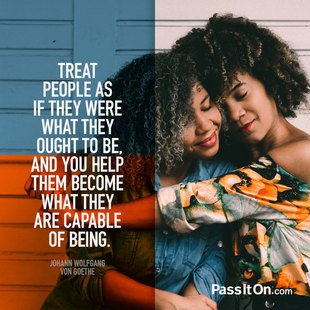 TREAT
PEOPLE AS
IF THEY WERE
WHAT THEY
OUGHT TO BE,
AND YOU HELP
THEM BECOME
WHAT THEY
ARE CAPABLE
OF BEING.
JOHANN WOLFGANG
VON GOETHE
PassItOn.com